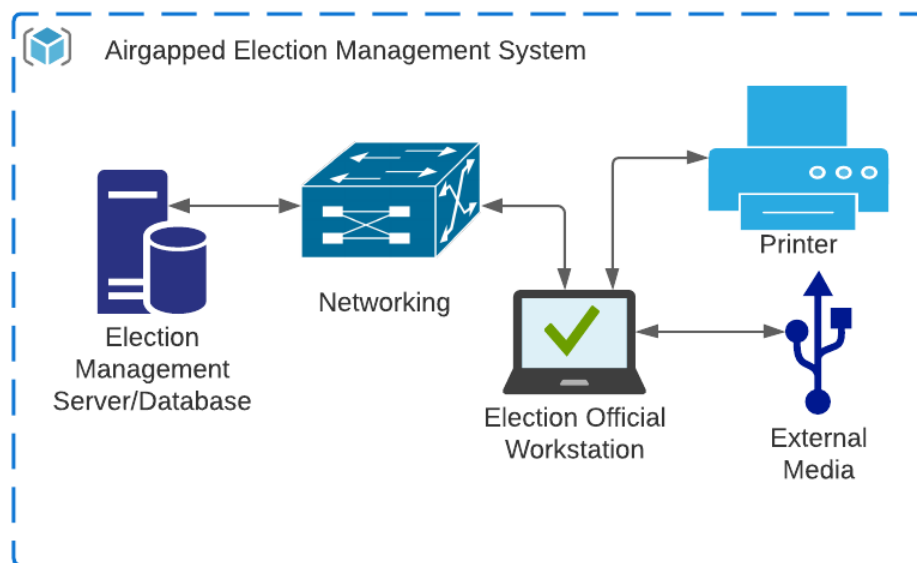 Airgapped Election Management System
Printer
Networking
Election
Management
Server/Database
Election Official
Workstation
External
Media